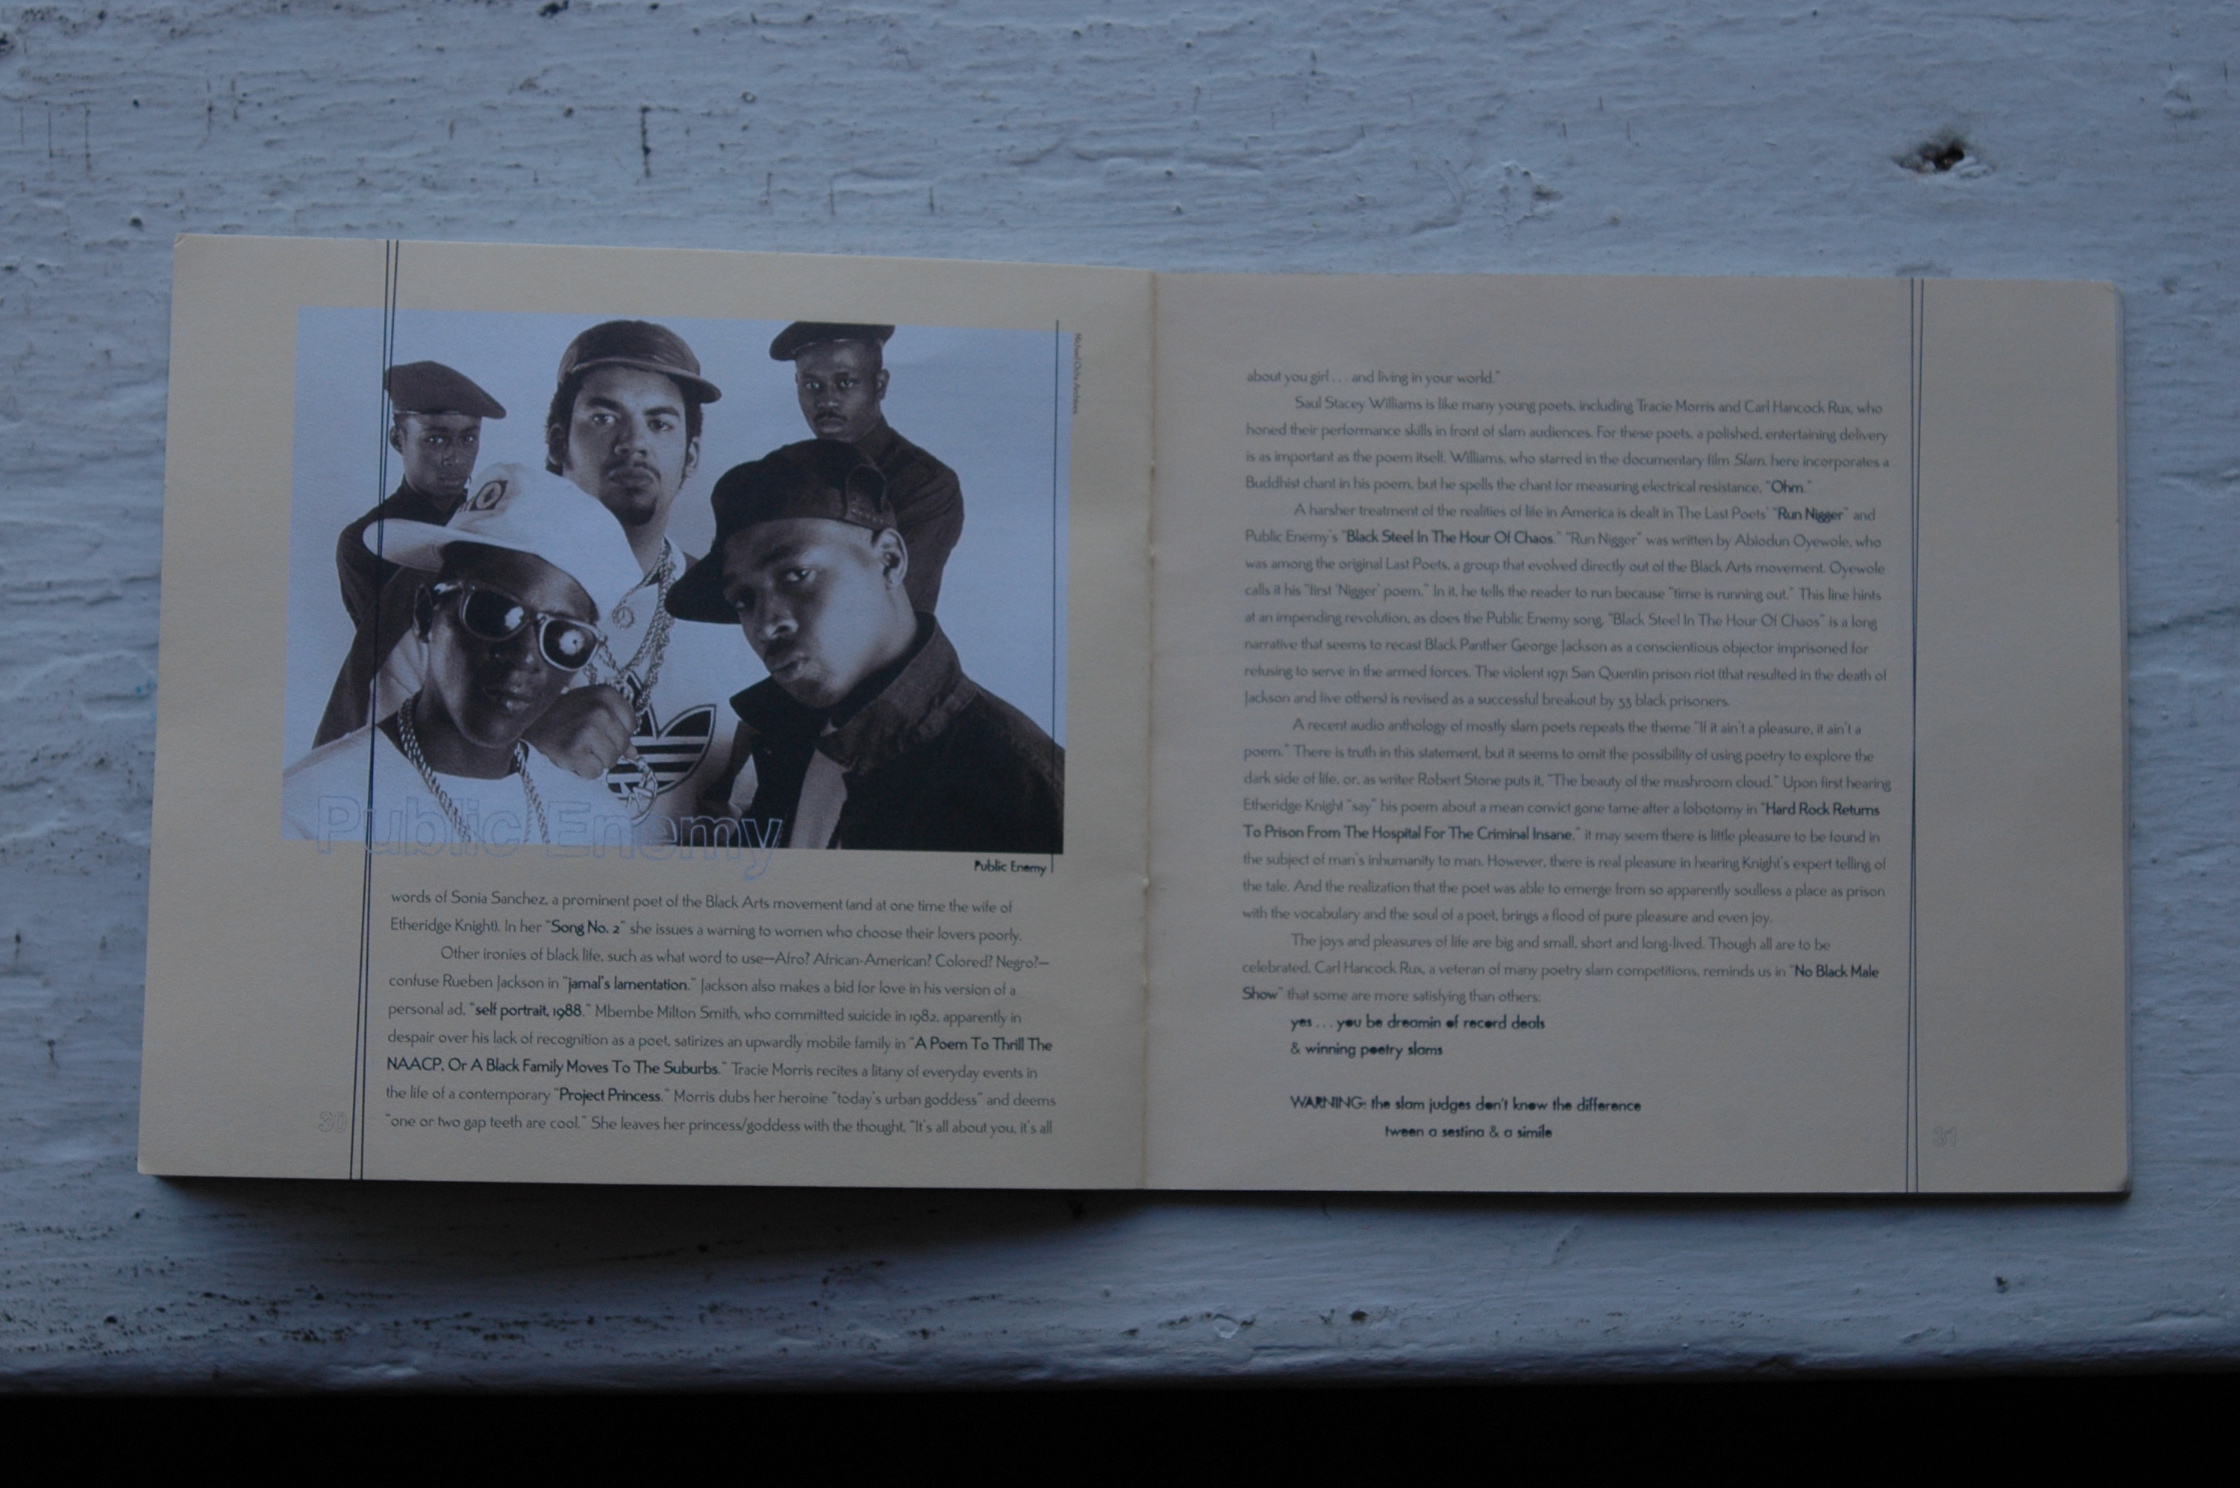 Michael Ochs Archives
Public Enemy
Public Enemy
words of Sonia Sanchez, a prominent poet of the Black Arts movement (and at one time the wife of
Etheridge Knight). In her "Song No. 2" she issues a warning to women who choose their lovers poorly.
Other ironies of black life, such as what word to use—Afro? African-American? Colored? Negro?—
confuse Rueben Jackson in "jamal's lamentation." Jackson also makes a bid for love in his version of a
personal ad, "self portrait, 1988." Mbembe Milton Smith, who committed suicide in 1982, apparently in
despair over his lack of recognition as a poet, satirizes an upwardly mobile family in "A Poem To Thrill The
NAACP, Or A Black Family Moves To The Suburbs." Tracie Morris recites a litany of everyday events in
the life of a contemporary "Project Princess." Morris dubs her heroine "today's urban goddess" and deems
"one or two gap teeth are cool." She leaves her princess/goddess with the thought, "It's all about you, it's all
30
about you girl . . . and living in your world."
Saul Stacey Williams is like many young poets, including Tracie Morris and Carl Hancock Rux, who
honed their performance skills in front of slam audiences. For these poets, a polished, entertaining delivery
is as important as the poem itself. Williams, who starred in the documentary film Slam, here incorporates a
Buddhist chant in his poem, but he spells the chant for measuring electrical resistance, "Ohm."
A harsher treatment of the realities of life in America is dealt in The Last Poets' "Run Nigger" and
Public Enemy's "Black Steel In The Hour Of Chaos." "Run Nigger" was written by Abiodun Oyewole, who
was among the original Last Poets, a group that evolved directly out of the Black Arts movement. Oyewole
calls it his "first 'Nigger' poem." In it, he tells the reader to run because "time is running out." This line hints
at an impending revolution, as does the Public Enemy song, "Black Steel In The Hour Of Chaos" is a long
narrative that seems to recast Black Panther George Jackson as a conscientious objector imprisoned for
refusing to serve in the armed forces. The violent 1971 San Quentin prison riot (that resulted in the death of
Jackson and five others) is revised as a successful breakout by 53 black prisoners.
A recent audio anthology of mostly slam poets repeats the theme "If it ain't a pleasure, it ain't a
poem." There is truth in this statement, but it seems to omit the possibility of using poetry to explore the
dark side of life, or, as writer Robert Stone puts it, "The beauty of the mushroom cloud." Upon first hearing
Etheridge Knight "say" his poem about a mean convict gone tame after a lobotomy in "Hard Rock Returns
To Prison From The Hospital For The Criminal Insane," it may seem there is little pleasure to be found in
the subject of man's inhumanity to man. However, there is real pleasure in hearing Knight's expert telling of
the tale. And the realization that the poet was able to emerge from so apparently soulless a place as prison
with the vocabulary and the soul of a poet, brings a flood of pure pleasure and even joy.
The joys and pleasures of life are big and small, short and long-lived. Though all are to be
celebrated, Carl Hancock Rux, a veteran of many poetry slam competitions, reminds us in "No Black Male
Show" that some are more satisfying than others:
yes . . . you be dreamin of record deals
& winning poetry slams
WARNING: the slam judges don't know the difference
tween a sestina & a simile
31